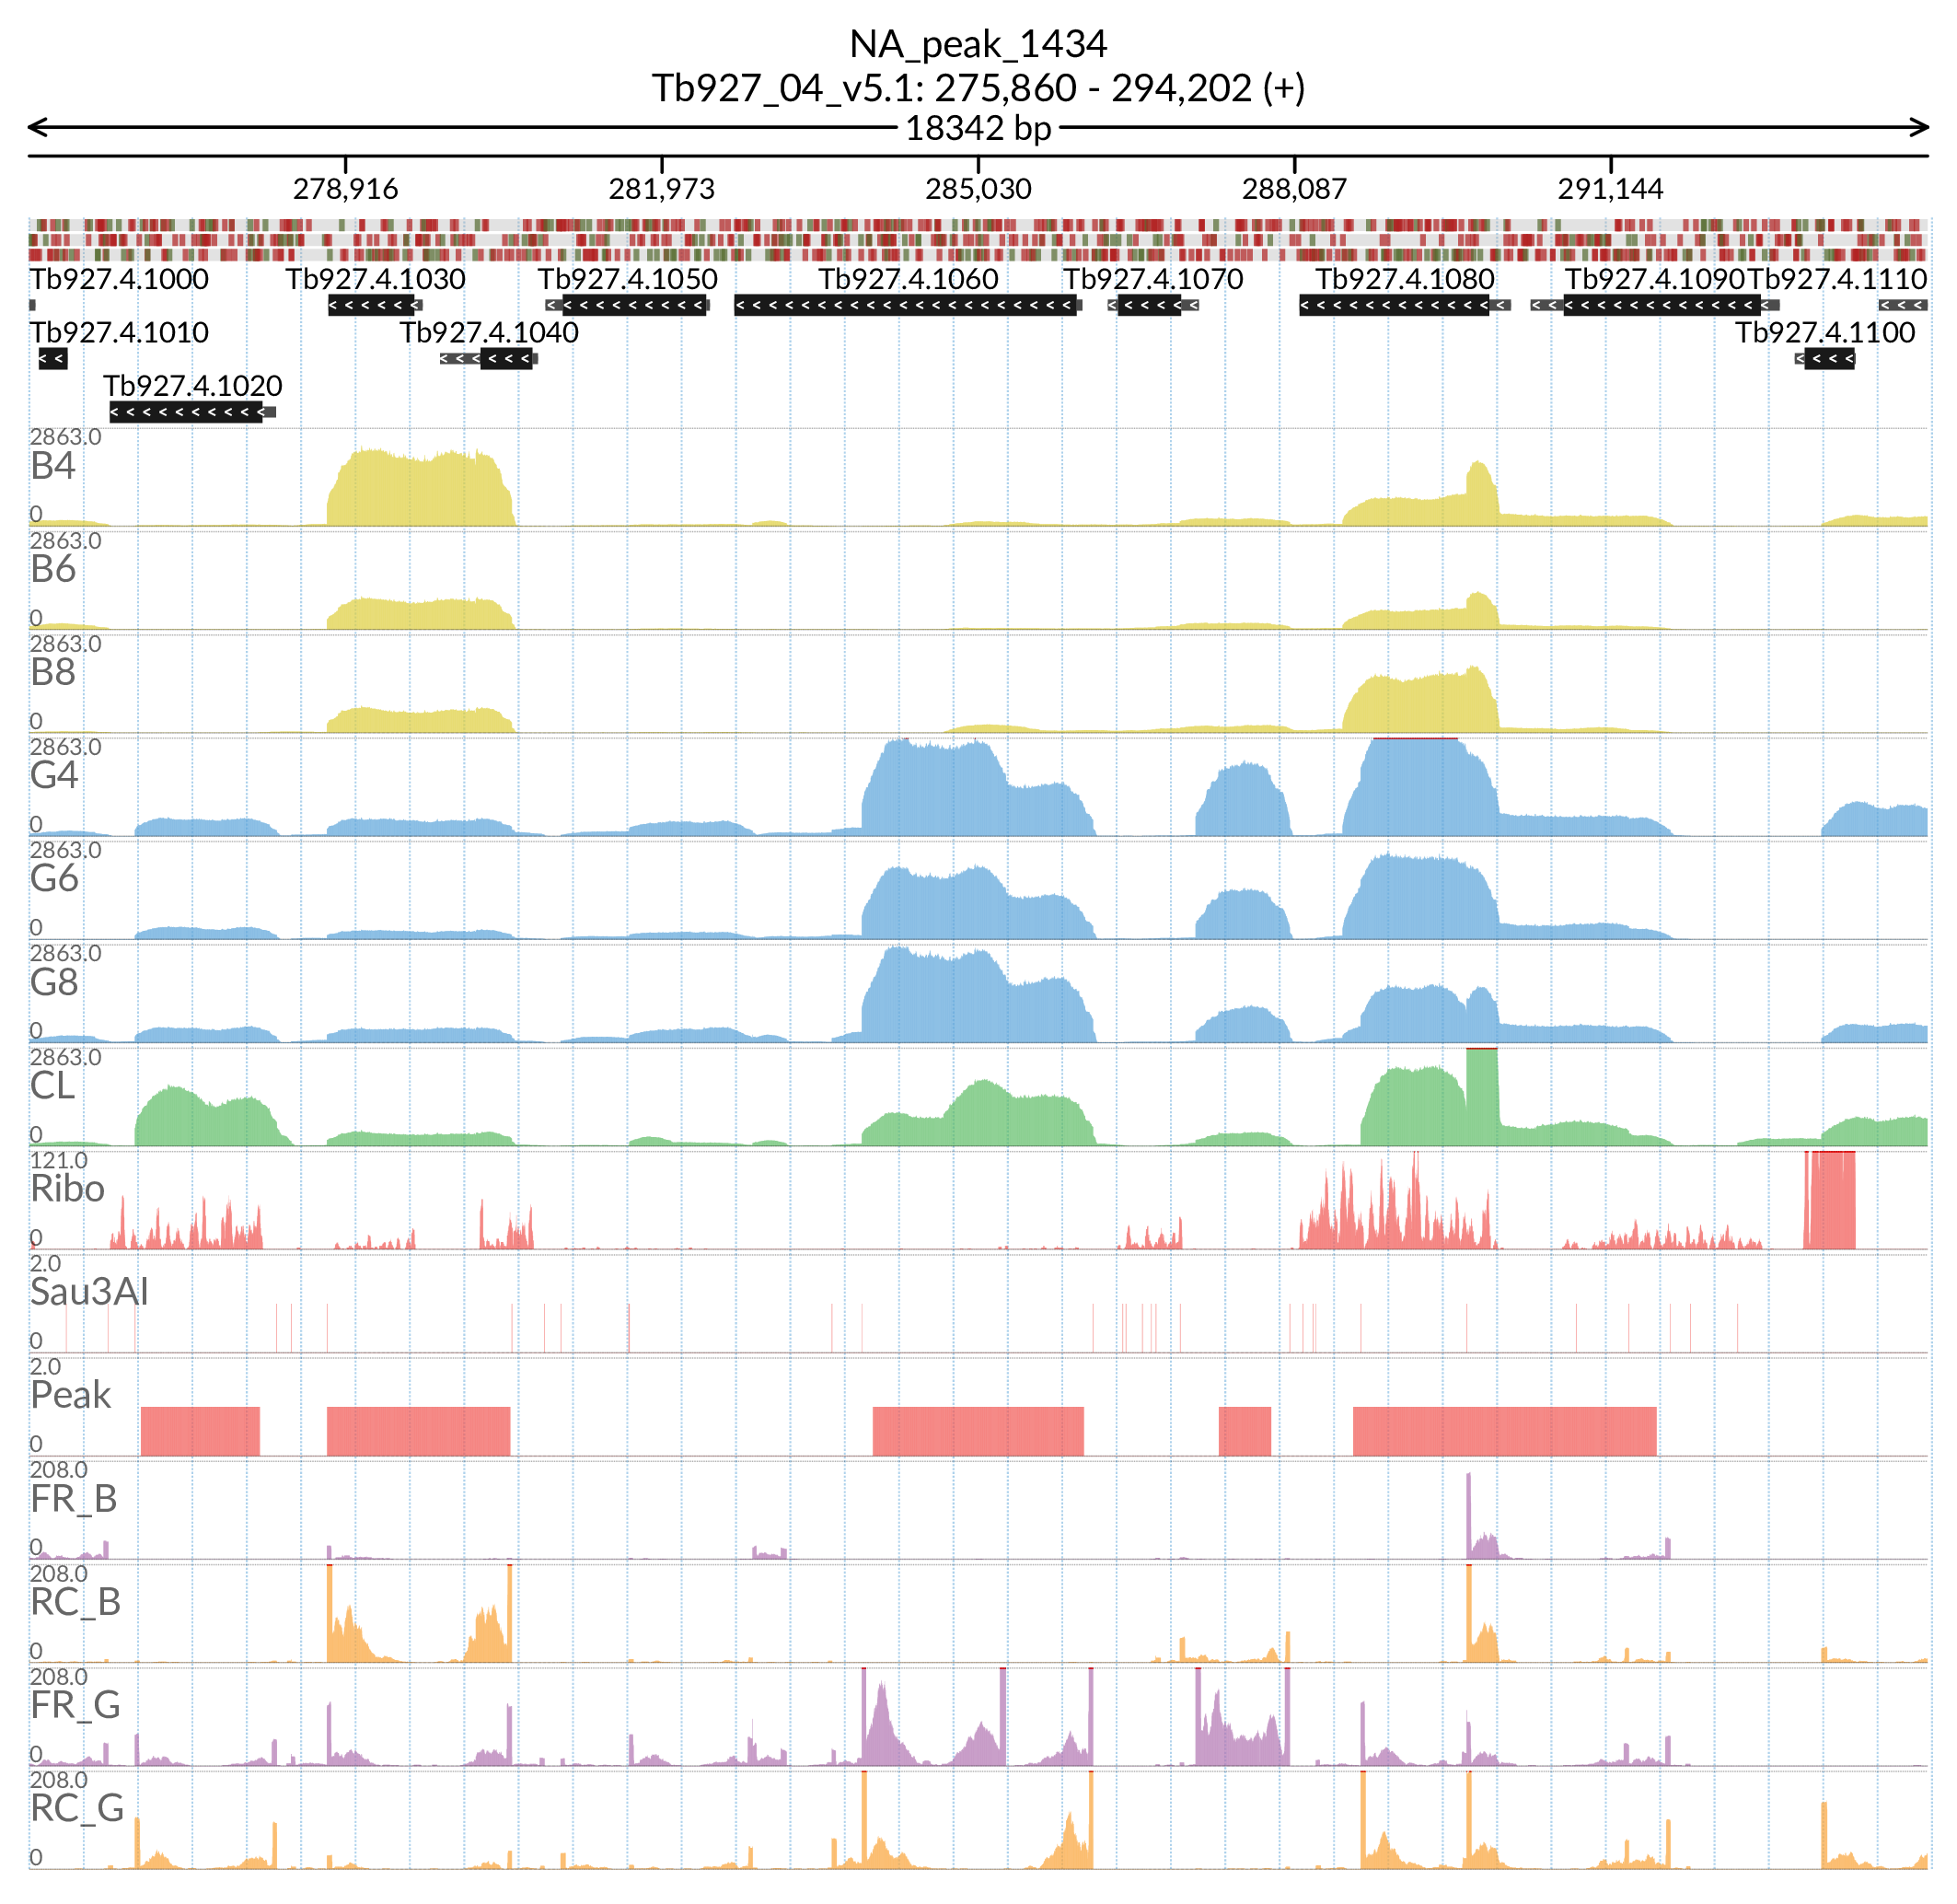 NA_peak_1434
Tb927_04_v5.1: 275,860 - 294,202 (+)
18342 bp
278,916 281,973 285,030 288,087 291,144
Tb927.4.1000 Tb927.4.1030 Tb927.4.1050 Tb927.4.1060 Tb927.4.1070 Tb927.4.1080 Tb927.4.1090 Tb927.4.1110
Tb927.4.1010 Tb927.4.1040 Tb927.4.1100
Tb927.4.1020
2863.0
B4
0
2863.0
B6
0
2863.0
B8
0
2863.0
G4
0
2863.0
G6
0
2863.0
G8
0
2863.0
CL
0
121.0
Ribo
0
2.0
Sau3AI
0
2.0
Peak
0
208.0
FR_B
0
208.0
RC_B
0
208.0
FR_G
0
208.0
RC_G
0